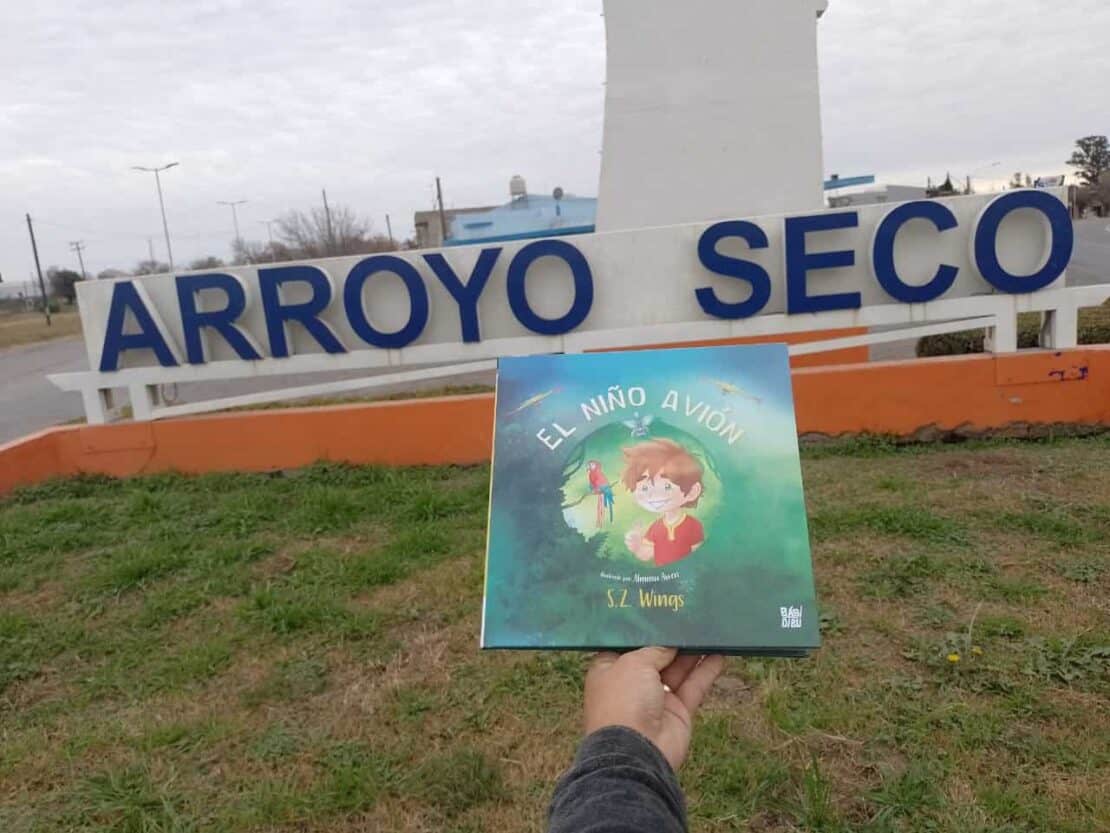 ARROYO SECO
EL NIÑO AVIÓN
S.Z. Wings